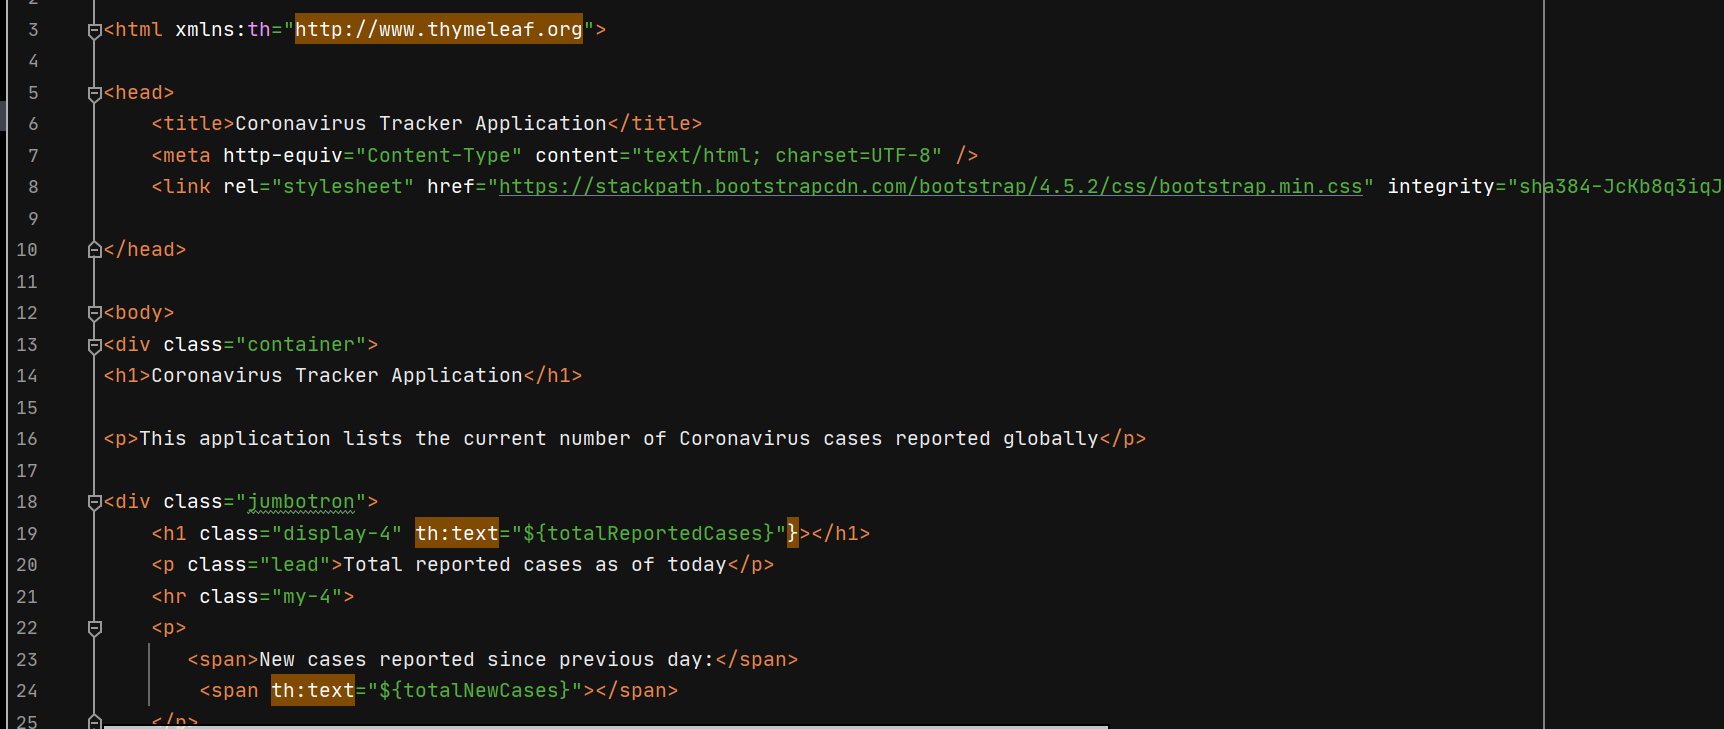 2
3 <html xmlns:th="http://www.thymeleaf.org">
4
5 <head>
6 <title>Coronavirus Tracker Application</title>
7 <meta http-equiv="Content-Type" content="text/html; charset=UTF-8" />
8 <link rel="stylesheet" href="https://stackpath.bootstrapcdn.com/bootstrap/4.5.2/css/bootstrap.min.css" integrity="sha384-JcKb8q3iqJ
9
10 </head>
11
12 <body>
13 <div class="container">
14 <h1>Coronavirus Tracker Application</h1>
15
16 <p>This application lists the current number of Coronavirus cases reported globally</p>
17
18 <div class="jumbotron">
19 <h1 class="display-4" th:text="${totalReportedCases}"}></h1>
20 <p class="lead">Total reported cases as of today</p>
21 <hr class="my-4">
22 <p>
23 <span>New cases reported since previous day:</span>
24 <span th:text="${totalNewCases}"></span>
25 </p>